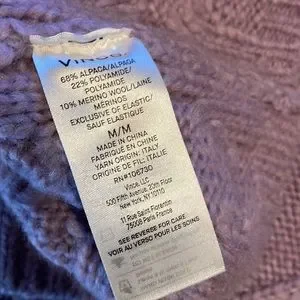 VINCE.
68% ALPACA/ALPAGA
22% POLYAMIDE/
POLYAMIDE
10% MERINO WOOL/LAINE
MÉRINOS
EXCLUSIVE OF ELASTIC/
SAUF ELASTIQUE
M/M
MADE IN CHINA
FABRIQUÉ EN CHINE
YARN ORIGIN: ITALY
ORIGINE DE FIL: ITALIE
RN#106730
Vince, LLC
500 Fifth Avenue, 20th Floor
New York, NY 10110
11 Rue Saint Florentin
75008 PARIS France
SEE REVERSE FOR CARE
VOIR AU VERSO POUR LES SOINS